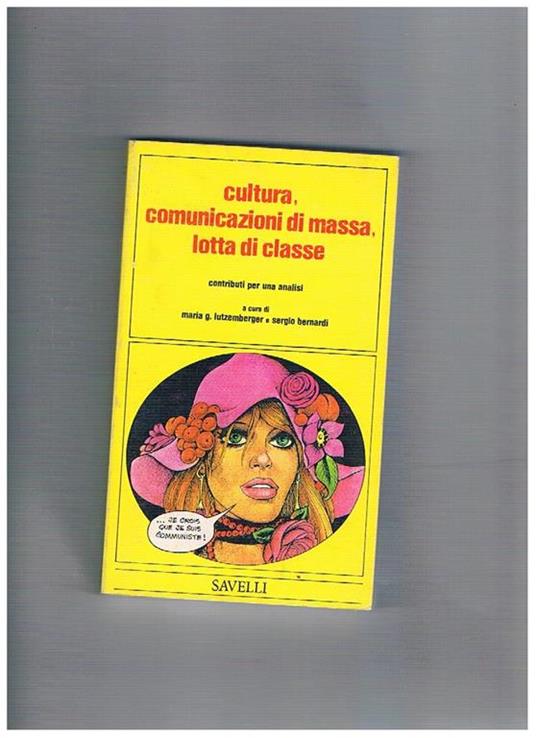 cultura,
comunicazioni di massa,
lotta di classe
contributi per una analisi
a cura di
maria g. lutzemberger e sergio bernardi
... JE CROIS
QUE JE SUIS
COMMUNISTE!
SAVELLI